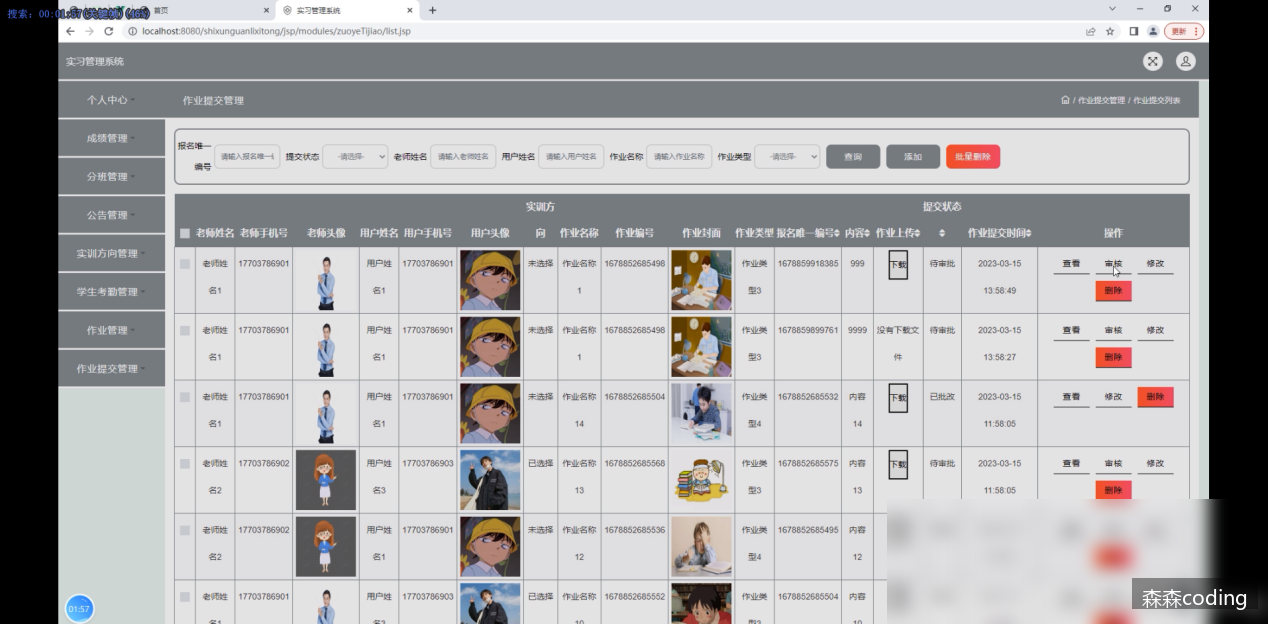 首页
实习管理系统
localhost:8080/shixunguanlixitong/jsp/modules/zuoyeTijiao/list.jsp
更新
实习管理系统
个人中心
作业提交管理
/ 作业提交管理 / 作业提交列表
成绩管理
分班管理
公告管理
实训方向管理
学生考勤管理
作业管理
作业提交管理
报名唯一编号 请输入报名唯一 提交状态 -请选择- 老师姓名 请输入老师姓名 用户姓名 请输入用户姓名 作业名称 请输入作业名称 作业类型 -请选择- 查询 添加 批量删除
老师姓名 老师手机号 老师头像 用户姓名 用户手机号 用户头像 实训方向 作业名称 作业编号 作业封面 作业类型 报名唯一编号 内容 作业上传 提交状态 作业提交时间 操作
老师姓名1 17703786901 用户姓名1 17703786901 未选择 作业名称1 1678852685498 作业类型3 1678859918385 999 下载 待审批 2023-03-15 13:58:49 查看 审核 修改 删除
老师姓名1 17703786901 用户姓名1 17703786901 未选择 作业名称1 1678852685498 作业类型3 1678859899761 9999 没有下载文件 待审批 2023-03-15 13:58:27 查看 审核 修改 删除
老师姓名1 17703786901 用户姓名1 17703786901 未选择 作业名称14 1678852685504 作业类型4 1678852685532 内容14 下载 已批改 2023-03-15 11:58:05 查看 修改 删除
老师姓名2 17703786902 用户姓名3 17703786903 已选择 作业名称13 1678852685568 作业类型3 1678852685575 内容13 下载 待审批 2023-03-15 11:58:05 查看 审核 修改 删除
老师姓名2 17703786902 用户姓名1 17703786901 未选择 作业名称12 1678852685536 作业类型4 1678852685495 内容12
老师姓 17703786901 用户姓 17703786903 已选择 作业名称 1678852685552 作业类 1678852685504 内容
01:57
森森coding